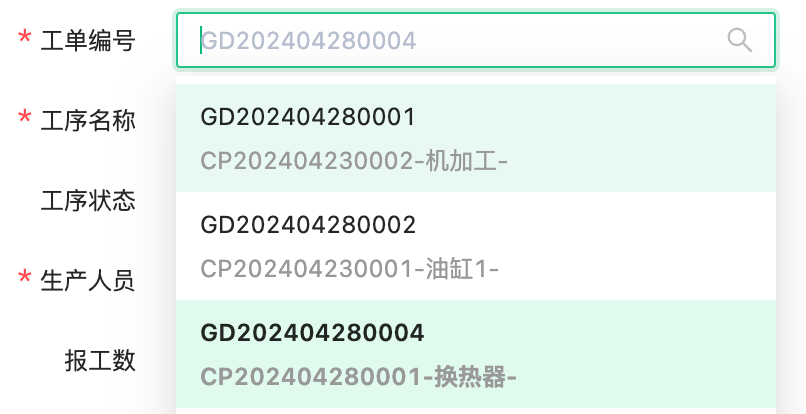 * 工单编号
GD202404280004
GD202404280001
CP202404230002-机加工-
* 工序名称
工序状态
GD202404280002
CP202404230001-油缸1-
* 生产人员
GD202404280004
CP202404280001-换热器-
报工数